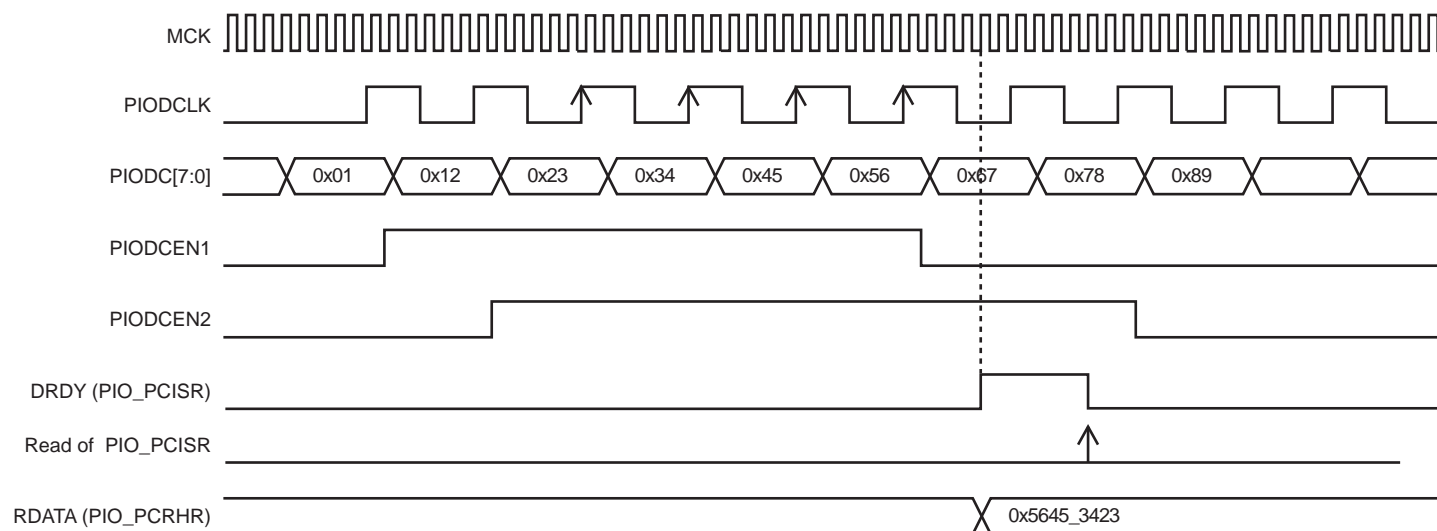 MCK
PIODCLK
PIODC[7:0] 0x01 0x12 0x23 0x34 0x45 0x56 0x67 0x78 0x89
PIODCEN1
PIODCEN2
DRDY (PIO_PCISR)
Read of PIO_PCISR
RDATA (PIO_PCRHR) 0x5645_3423